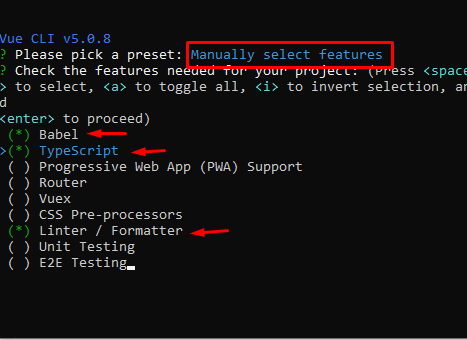 Vue CLI v5.0.8
? Please pick a preset: Manually select features
? Check the features needed for your project: (Press <space
> to select, <a> to toggle all, <i> to invert selection, an
d
<enter> to proceed)
(*) Babel
>(*) TypeScript
( ) Progressive Web App (PWA) Support
( ) Router
( ) Vuex
( ) CSS Pre-processors
(*) Linter / Formatter
( ) Unit Testing
( ) E2E Testing